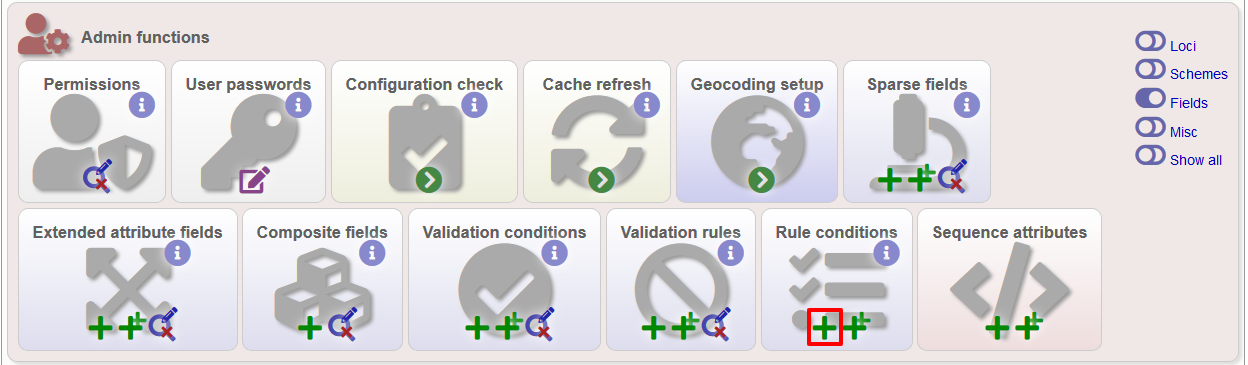 Admin functions
Loci
Schemes
Fields
Misc
Show all
Permissions
User passwords
Configuration check
Cache refresh
Geocoding setup
Sparse fields
Extended attribute fields
Composite fields
Validation conditions
Validation rules
Rule conditions
Sequence attributes